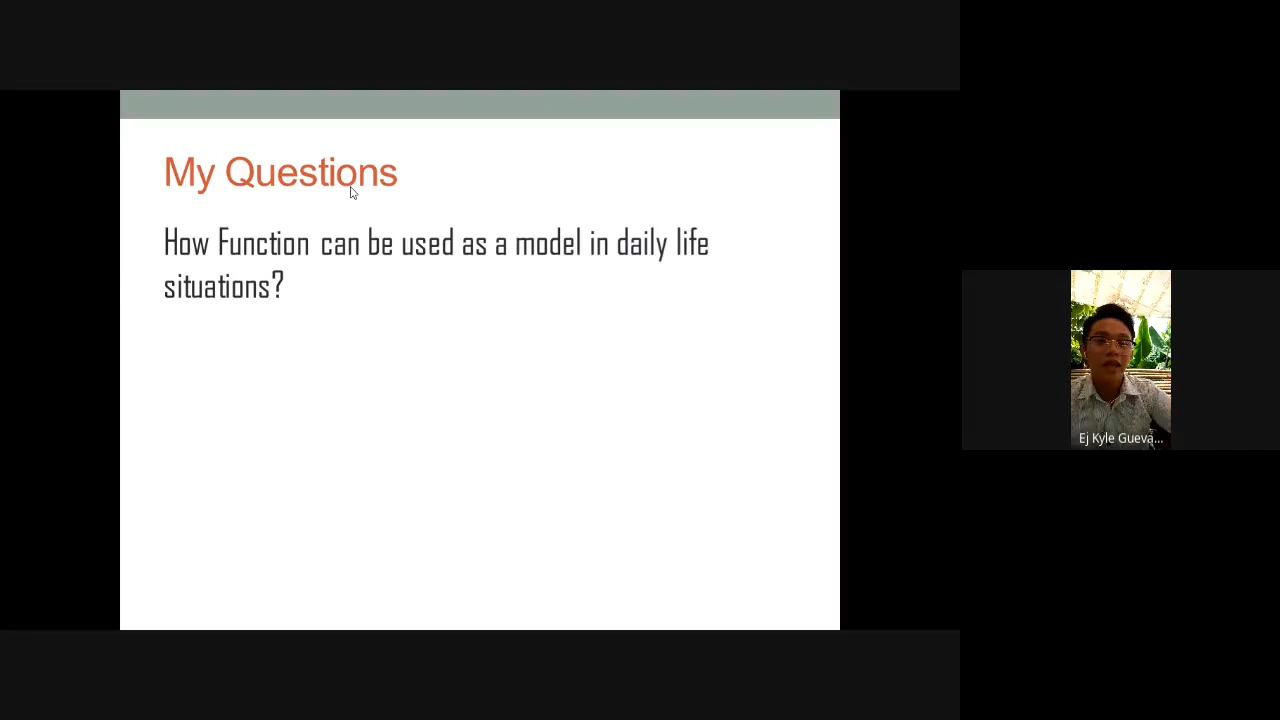 My Questions
How Function can be used as a model in daily life
situations?
Ej Kyle Gueva...